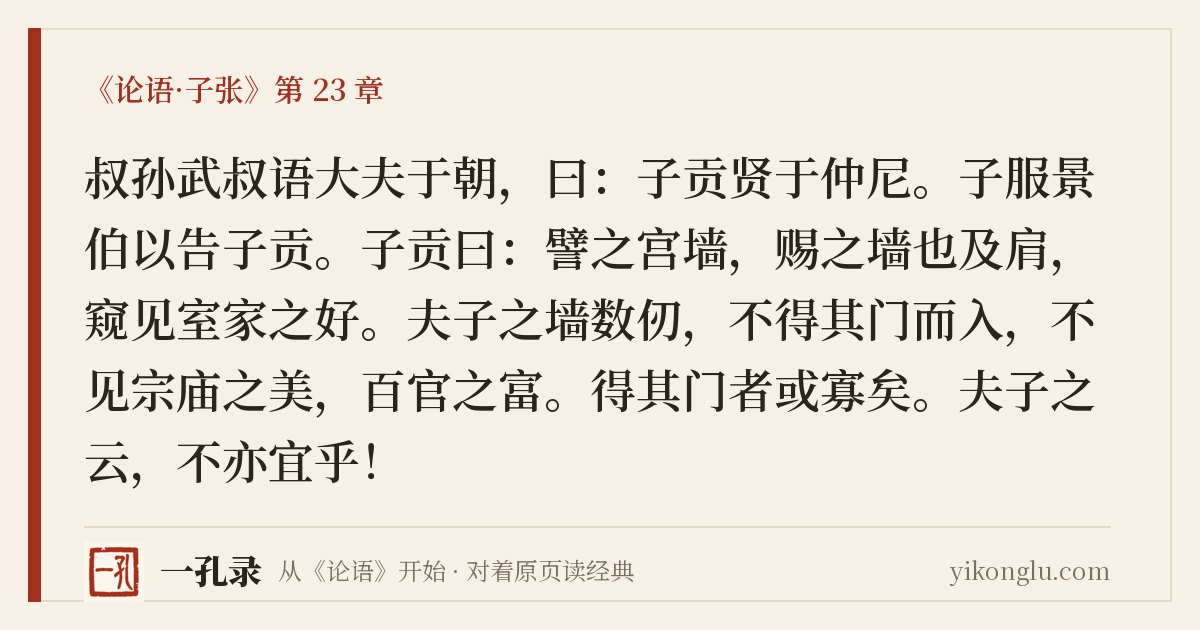 《论语·子张》第 23 章
叔孙武叔语大夫于朝，曰：子贡贤于仲尼。子服景
伯以告子贡。子贡曰：譬之宫墙，赐之墙也及肩，
窥见室家之好。夫子之墙数仞，不得其门而入，不
见宗庙之美，百官之富。得其门者或寡矣。夫子之
云，不亦宜乎！
一孔
一孔录 从《论语》开始 · 对着原页读经典 yikonglu.com